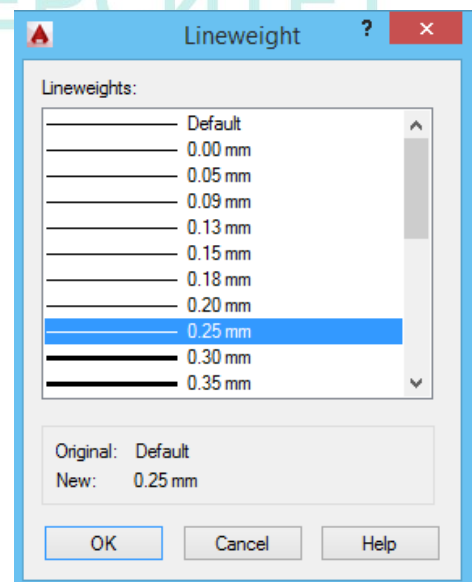 ЕРСИТЕТ
Lineweight ? ×
Lineweights:
Default
0.00 mm
0.05 mm
0.09 mm
0.13 mm
0.15 mm
0.18 mm
0.20 mm
0.25 mm
0.30 mm
0.35 mm
Original: Default
New: 0.25 mm
OK Cancel Help